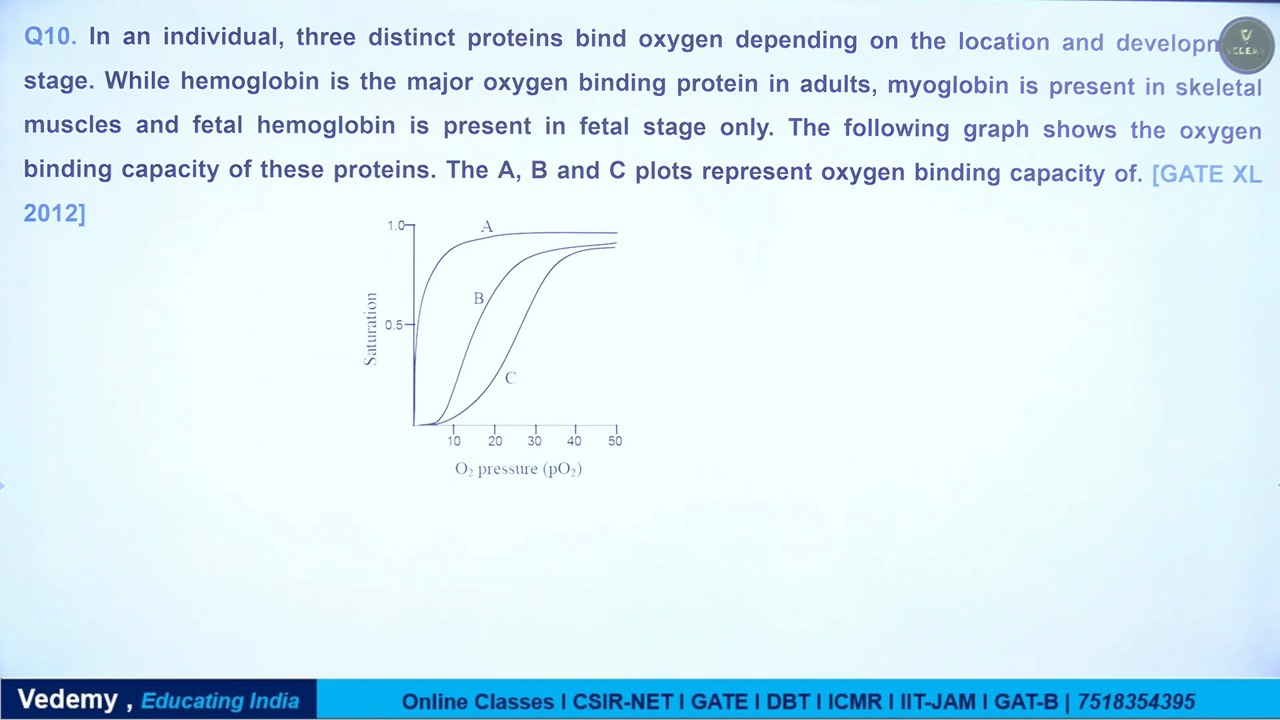 Q10. In an individual, three distinct proteins bind oxygen depending on the location and
stage. While hemoglobin is the major oxygen binding protein in adults, myoglobin is present in skeletal
muscles and fetal hemoglobin is present in fetal stage only. The following graph shows the oxygen
binding capacity of these proteins. The A, B and C plots represent oxygen binding capacity of. [GATE XL
2012]
1.0
A
B
Saturation
0.5
C
10 20 30 40 50
O₂ pressure (pO₂)
Vedemy , Educating India
Online Classes I CSIR-NET I GATE I DBT I ICMR I IIT-JAM I GAT-B | 7518354395